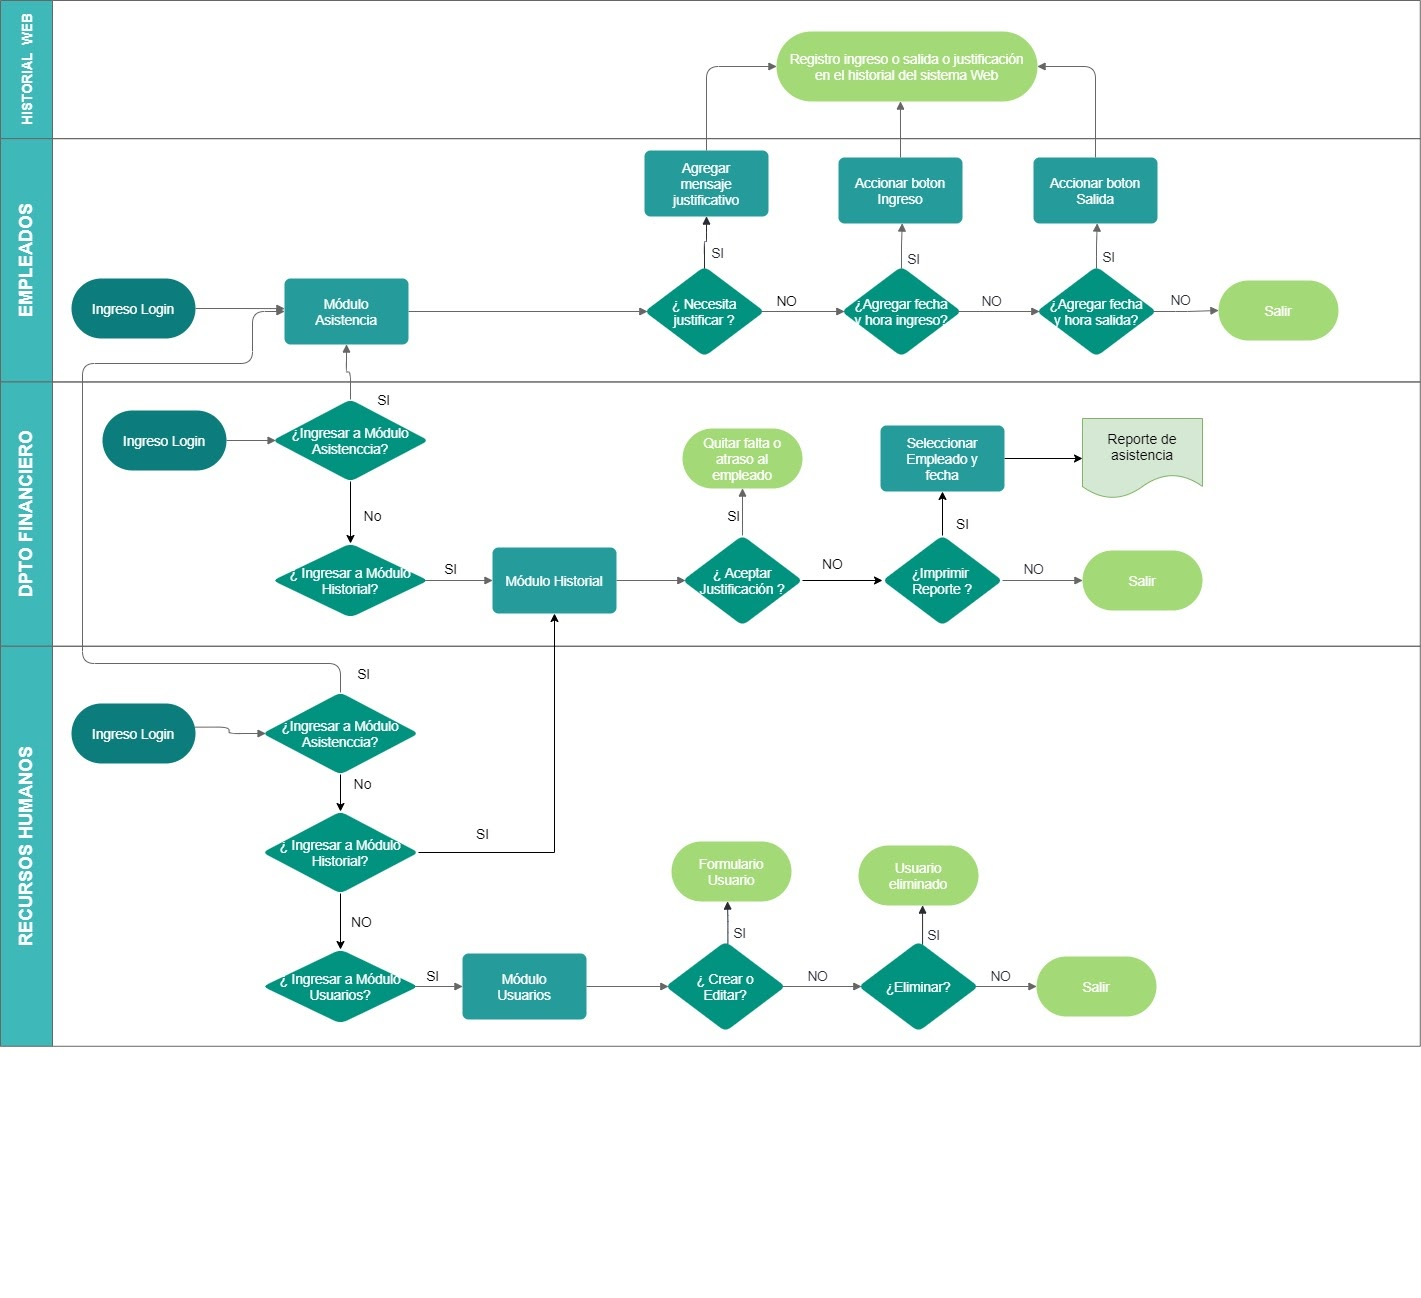 HISTORIAL WEB
Registro ingreso o salida o justificación
en el historial del sistema Web
EMPLEADOS
Agregar
mensaje
justificativo
Accionar boton
Ingreso
Accionar boton
Salida
SI
SI
SI
Ingreso Login
Módulo
Asistencia
¿ Necesita
justificar ?
NO
¿Agregar fecha
y hora ingreso?
NO
¿Agregar fecha
y hora salida?
NO
Salir
DPTO FINANCIERO
SI
Ingreso Login
¿Ingresar a Módulo
Asistenccia?
Quitar falta o
atraso al
empleado
Seleccionar
Empleado y
fecha
Reporte de
asistencia
No
SI
SI
¿ Ingresar a Módulo
Historial?
SI
Módulo Historial
¿ Aceptar
Justificación ?
NO
¿Imprimir
Reporte ?
NO
Salir
RECURSOS HUMANOS
SI
Ingreso Login
¿Ingresar a Módulo
Asistenccia?
No
¿ Ingresar a Módulo
Historial?
SI
Formulario
Usuario
Usuario
eliminado
NO
SI
SI
¿ Ingresar a Módulo
Usuarios?
SI
Módulo
Usuarios
¿ Crear o
Editar?
NO
¿Eliminar?
NO
Salir